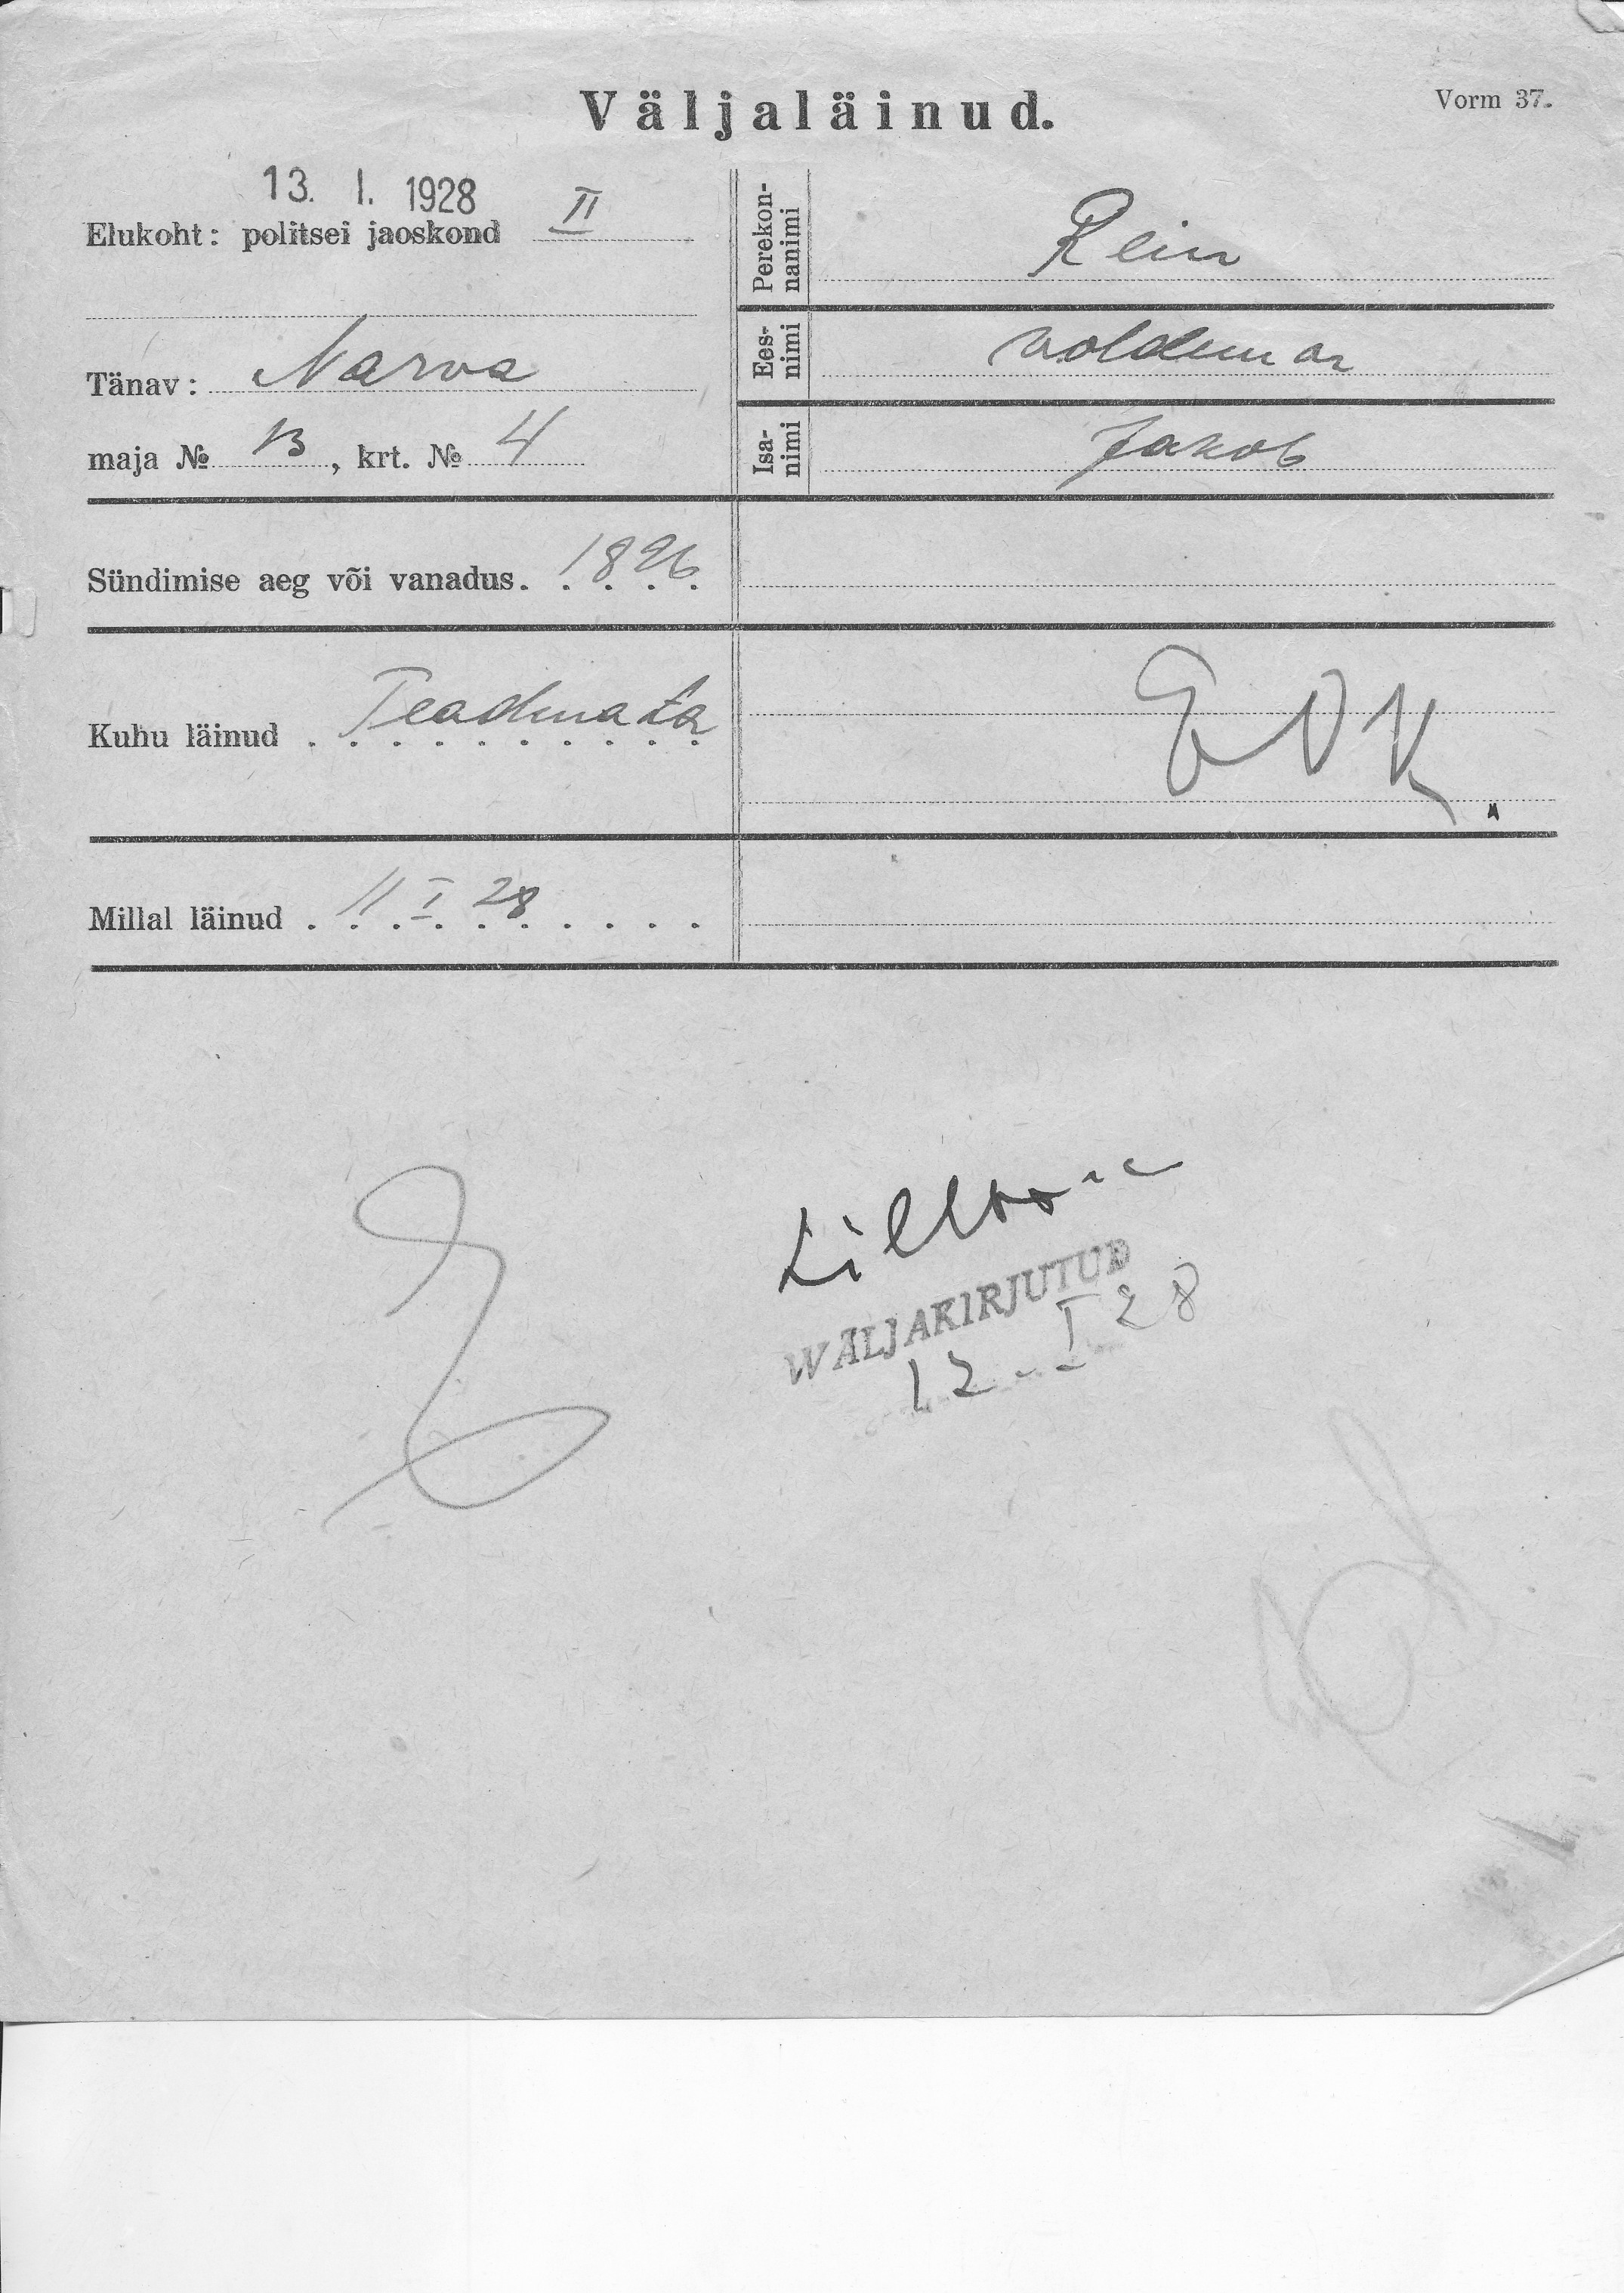 Väljaläinud.
Vorm 37.
13. I. 1928
Elukoht: politsei jaoskond II
Tänav: Narva
maja № 13, krt. № 4
Perekonnanimi
Rein
Eesnimi
Voldemar
Isanimi
Jakob
Sündimise aeg või vanadus. 1896
Kuhu läinud Teadmata
Millal läinud 11 I 28
WÄLJAKIRJUTUD
12 I 28